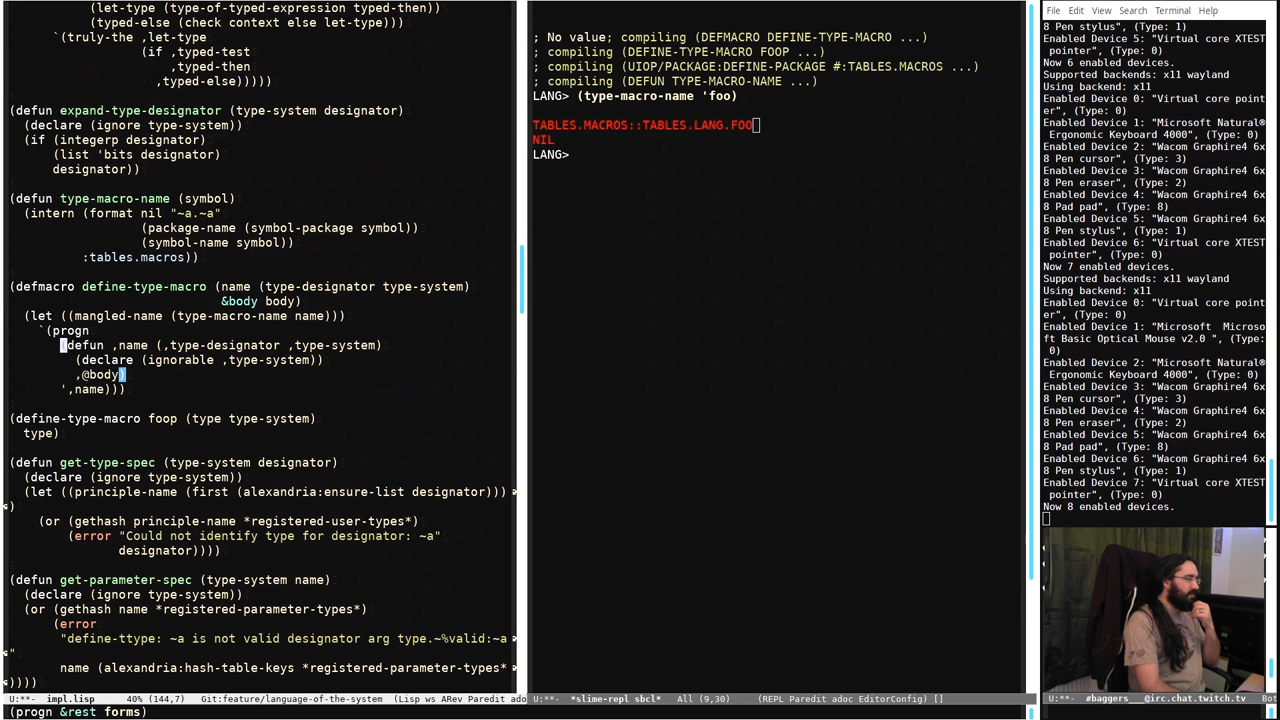 (let-type (type-of-typed-expression typed-then))
(typed-else (check context else let-type)))
`(truly-the ,let-type
(if ,typed-test
,typed-then
,typed-else)))))
(defun expand-type-designator (type-system designator)
(declare (ignore type-system))
(if (integerp designator)
(list 'bits designator)
designator))
(defun type-macro-name (symbol)
(intern (format nil "~a.~a"
(package-name (symbol-package symbol))
(symbol-name symbol))
:tables.macros))
(defmacro define-type-macro (name (type-designator type-system)
&body body)
(let ((mangled-name (type-macro-name name)))
`(progn
(defun ,name (,type-designator ,type-system)
(declare (ignorable ,type-system))
,@body)
',name)))
(define-type-macro foop (type type-system)
type)
(defun get-type-spec (type-system designator)
(declare (ignore type-system))
(let ((principle-name (first (alexandria:ensure-list designator)))
)
(or (gethash principle-name *registered-user-types*)
(error "Could not identify type for designator: ~a"
designator))))
(defun get-parameter-spec (type-system name)
(declare (ignore type-system))
(or (gethash name *registered-parameter-types*)
(error
"define-ttype: ~a is not valid designator arg type.~%valid:~a
"
name (alexandria:hash-table-keys *registered-parameter-types*
))))
U:**-  impl.lisp      40% (144,7)    Git:feature/language-of-the-system  (Lisp ws ARev Paredit ado
(progn &rest forms)
; No value; compiling (DEFMACRO DEFINE-TYPE-MACRO ...)
; compiling (DEFINE-TYPE-MACRO FOOP ...)
; compiling (UIOP/PACKAGE:DEFINE-PACKAGE #:TABLES.MACROS ...)
; compiling (DEFUN TYPE-MACRO-NAME ...)
LANG> (type-macro-name 'foo)
TABLES.MACROS::TABLES.LANG.FOO
NIL
LANG>
U:**-  *slime-repl sbcl*   All (9,30)     (REPL Paredit adoc EditorConfig) []
File Edit View Search Terminal Help
8 Pen stylus", (Type: 1)
Enabled Device 5: "Virtual core XTEST
pointer", (Type: 0)
Now 6 enabled devices.
Supported backends: x11 wayland
Using backend: x11
Enabled Device 0: "Virtual core point
er", (Type: 0)
Enabled Device 1: "Microsoft Natural®
Ergonomic Keyboard 4000", (Type: 0)
Enabled Device 2: "Wacom Graphire4 6x
8 Pen cursor", (Type: 3)
Enabled Device 3: "Wacom Graphire4 6x
8 Pen eraser", (Type: 2)
Enabled Device 4: "Wacom Graphire4 6x
8 Pad pad", (Type: 8)
Enabled Device 5: "Wacom Graphire4 6x
8 Pen stylus", (Type: 1)
Enabled Device 6: "Virtual core XTEST
pointer", (Type: 0)
Now 7 enabled devices.
Supported backends: x11 wayland
Using backend: x11
Enabled Device 0: "Virtual core point
er", (Type: 0)
Enabled Device 1: "Microsoft  Microso
ft Basic Optical Mouse v2.0 ", (Type:
0)
Enabled Device 2: "Microsoft Natural®
Ergonomic Keyboard 4000", (Type: 0)
Enabled Device 3: "Wacom Graphire4 6x
8 Pen cursor", (Type: 3)
Enabled Device 4: "Wacom Graphire4 6x
8 Pen eraser", (Type: 2)
Enabled Device 5: "Wacom Graphire4 6x
8 Pad pad", (Type: 8)
Enabled Device 6: "Wacom Graphire4 6x
8 Pen stylus", (Type: 1)
Enabled Device 7: "Virtual core XTEST
pointer", (Type: 0)
Now 8 enabled devices.
U:**-  #baggers___@irc.chat.twitch.tv   Bot